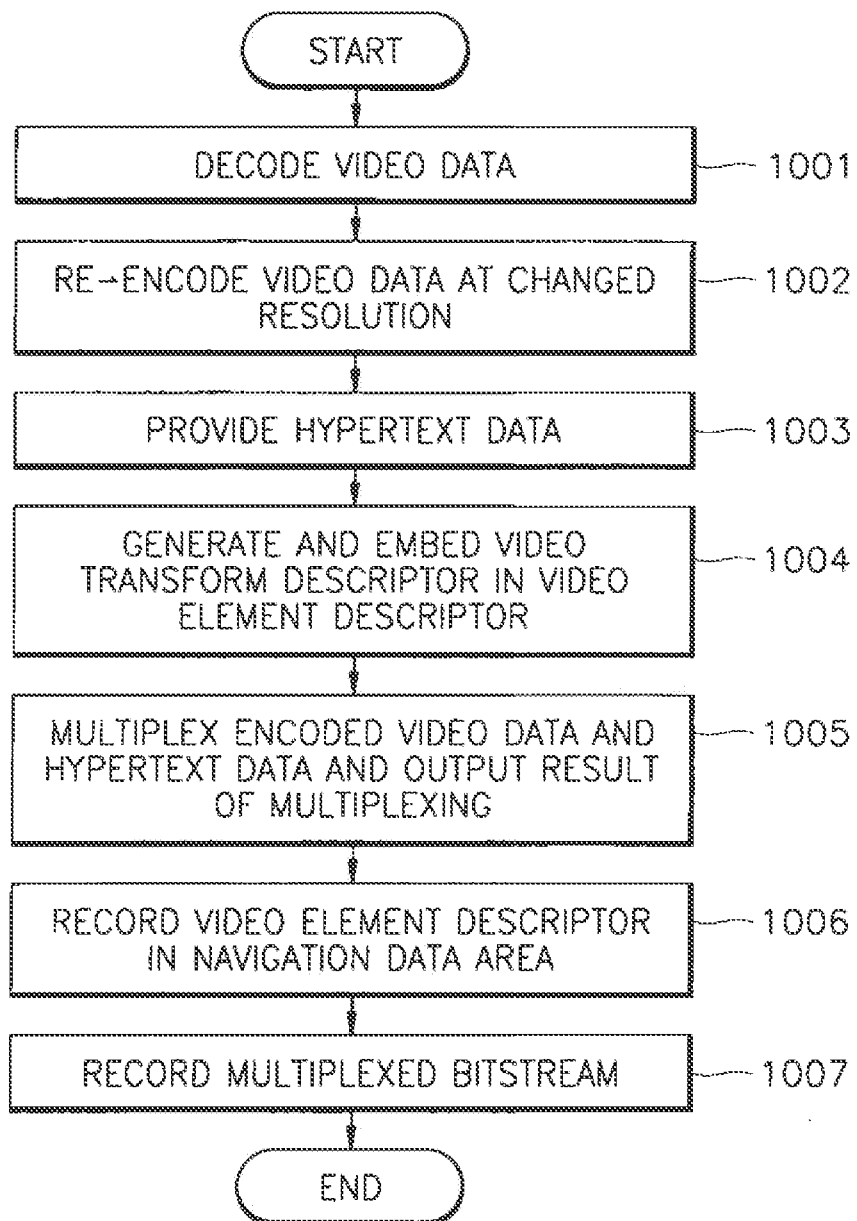 START
DECODE VIDEO DATA
1001
RE-ENCODE VIDEO DATA AT CHANGED
RESOLUTION
1002
PROVIDE HYPERTEXT DATA
1003
GENERATE AND EMBED VIDEO
TRANSFORM DESCRIPTOR IN VIDEO
ELEMENT DESCRIPTOR
1004
MULTIPLEX ENCODED VIDEO DATA AND
HYPERTEXT DATA AND OUTPUT RESULT
OF MULTIPLEXING
1005
RECORD VIDEO ELEMENT DESCRIPTOR
IN NAVIGATION DATA AREA
1006
RECORD MULTIPLEXED BITSTREAM
1007
END